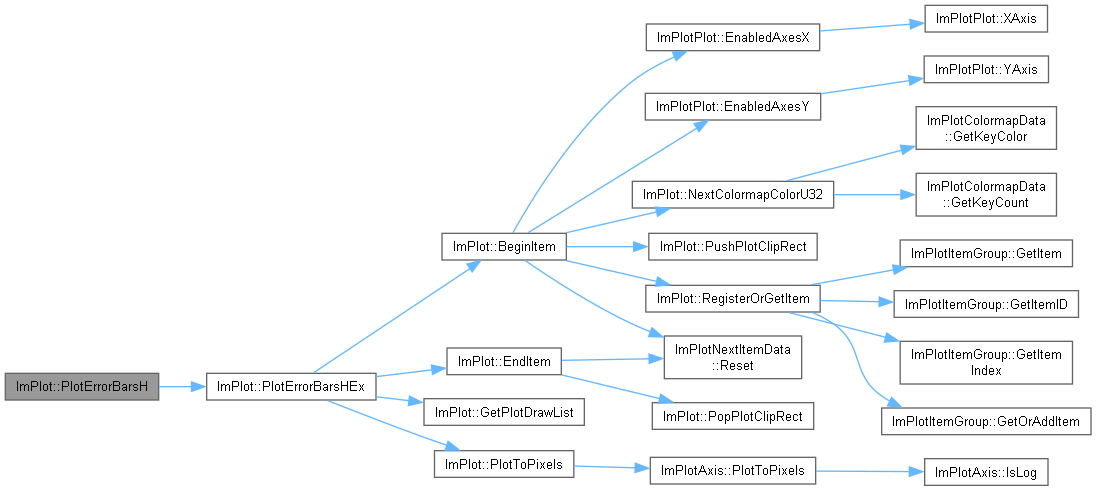 ImPlot::PlotErrorBarsH
ImPlot::PlotErrorBarsHEx
ImPlot::BeginItem
ImPlot::EndItem
ImPlot::GetPlotDrawList
ImPlot::PlotToPixels
ImPlotPlot::EnabledAxesX
ImPlotPlot::EnabledAxesY
ImPlot::NextColormapColorU32
ImPlot::PushPlotClipRect
ImPlot::RegisterOrGetItem
ImPlotNextItemData
::Reset
ImPlot::PopPlotClipRect
ImPlotAxis::PlotToPixels
ImPlotPlot::XAxis
ImPlotPlot::YAxis
ImPlotColormapData
::GetKeyColor
ImPlotColormapData
::GetKeyCount
ImPlotItemGroup::GetItem
ImPlotItemGroup::GetItemID
ImPlotItemGroup::GetItem
Index
ImPlotItemGroup::GetOrAddItem
ImPlotAxis::IsLog